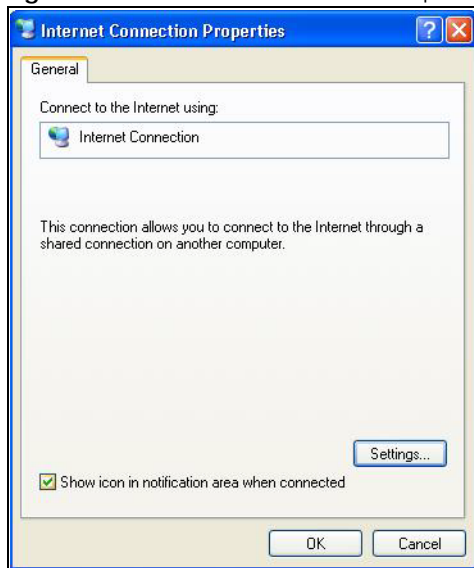 Internet Connection Properties
General
Connect to the Internet using:
Internet Connection
This connection allows you to connect to the Internet through a
shared connection on another computer.
Settings...
Show icon in notification area when connected
OK
Cancel